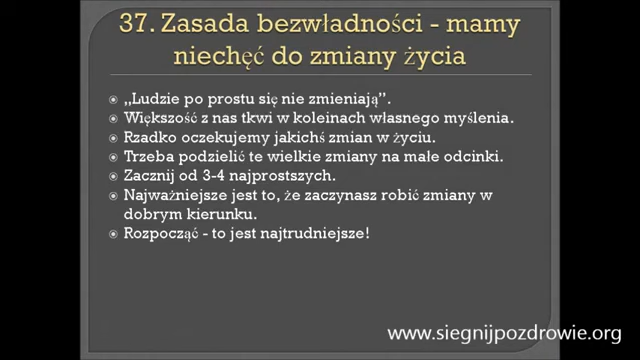 37. Zasada bezwładności - mamy
niechęć do zmiany życia
„Ludzie po prostu się nie zmieniają”.
Większość z nas tkwi w koleinach własnego myślenia.
Rzadko oczekujemy jakichś zmian w życiu.
Trzeba podzielić te wielkie zmiany na małe odcinki.
Zacznij od 3-4 najprostszych.
Najważniejsze jest to, że zaczynasz robić zmiany w
dobrym kierunku.
Rozpocząć - to jest najtrudniejsze!
www.siegnijpozdrowie.org